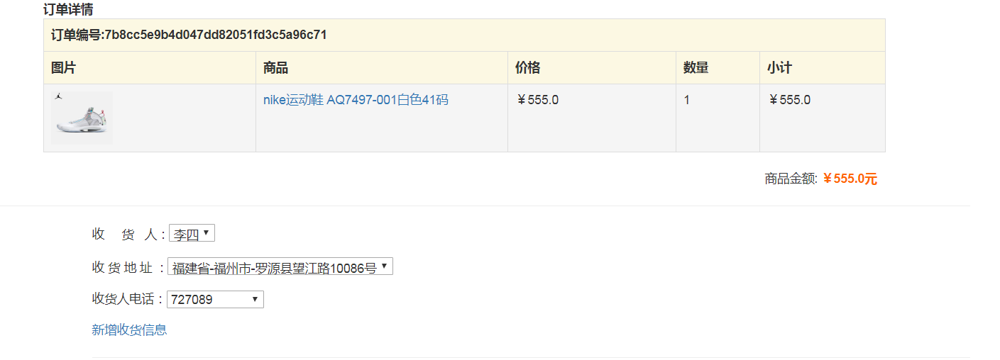 订单详情
订单编号:7b8cc5e9b4d047dd82051fd3c5a96c71
图片 商品 价格 数量 小计
nike运动鞋 AQ7497-001白色41码 ￥555.0 1 ￥555.0
商品金额: ￥555.0元
收 货 人：李四
收 货 地 址 ：福建省-福州市-罗源县望江路10086号
收货人电话：727089
新增收货信息